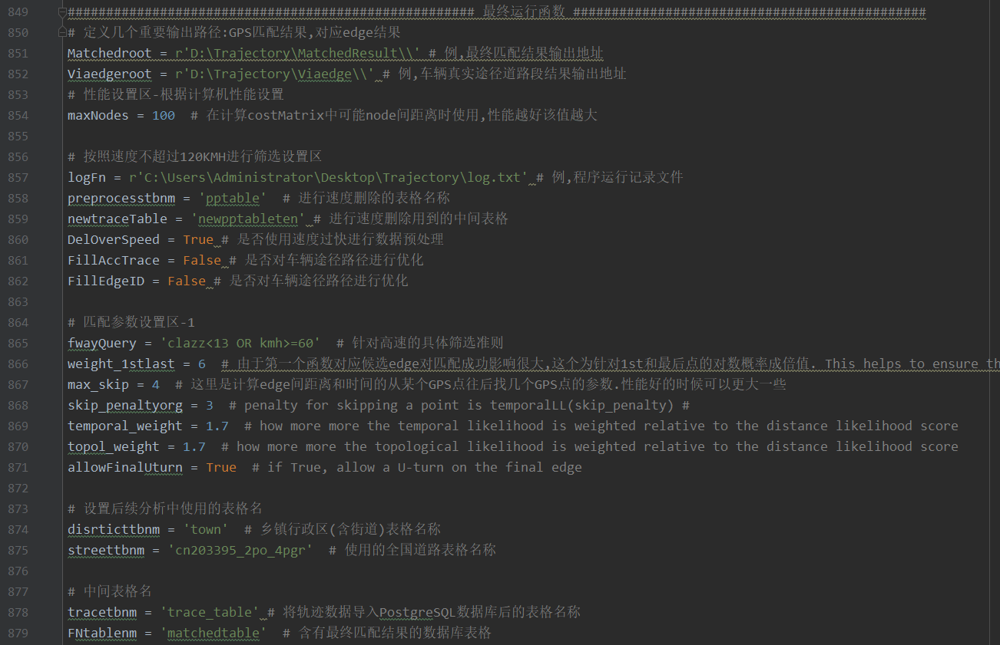 849 ##################################################### 最终运行函数 ##############################################
850 # 定义几个重要输出路径:GPS匹配结果,对应edge结果
851 Matchedroot = r'D:\Trajectory\MatchedResult\\' # 例,最终匹配结果输出地址
852 Viaedgeroot = r'D:\Trajectory\Viaedge\\' # 例,车辆真实途径道路段结果输出地址
853 # 性能设置区-根据计算机性能设置
854 maxNodes = 100  # 在计算costMatrix中可能node间距离时使用,性能越好该值越大
855
856 # 按照速度不超过120KMH进行筛选设置区
857 logFn = r'C:\Users\Administrator\Desktop\Trajectory\log.txt' # 例,程序运行记录文件
858 preprocesstbnm = 'pptable'  # 进行速度删除的表格名称
859 newtraceTable = 'newpptableten' # 进行速度删除用到的中间表格
860 DelOverSpeed = True # 是否使用速度过快进行数据预处理
861 FillAccTrace = False # 是否对车辆途径路径进行优化
862 FillEdgeID = False # 是否对车辆途径路径进行优化
863
864 # 匹配参数设置区-1
865 fwayQuery = 'clazz<13 OR kmh>=60'  # 针对高速的具体筛选准则
866 weight_1stlast = 6  # 由于第一个函数对应候选edge对匹配成功影响很大,这个为针对1st和最后点的对数概率成倍值. This helps to ensure th
867 max_skip = 4  # 这里是计算edge间距离和时间的从某个GPS点往后找几个GPS点的参数.性能好的时候可以更大一些
868 skip_penaltyorg = 3  # penalty for skipping a point is temporalLL(skip_penalty) #
869 temporal_weight = 1.7  # how more more the temporal likelihood is weighted relative to the distance likelihood score
870 topol_weight = 1.7  # how more more the topological likelihood is weighted relative to the distance likelihood score
871 allowFinalUturn = True  # if True, allow a U-turn on the final edge
872
873 # 设置后续分析中使用的表格名
874 disrticttbnm = 'town'  # 乡镇行政区(含街道)表格名称
875 streettbnm = 'cn203395_2po_4pgr'  # 使用的全国道路表格名称
876
877 # 中间表格名
878 tracetbnm = 'trace_table' # 将轨迹数据导入PostgreSQL数据库后的表格名称
879 FNtablenm = 'matchedtable'  # 含有最终匹配结果的数据库表格